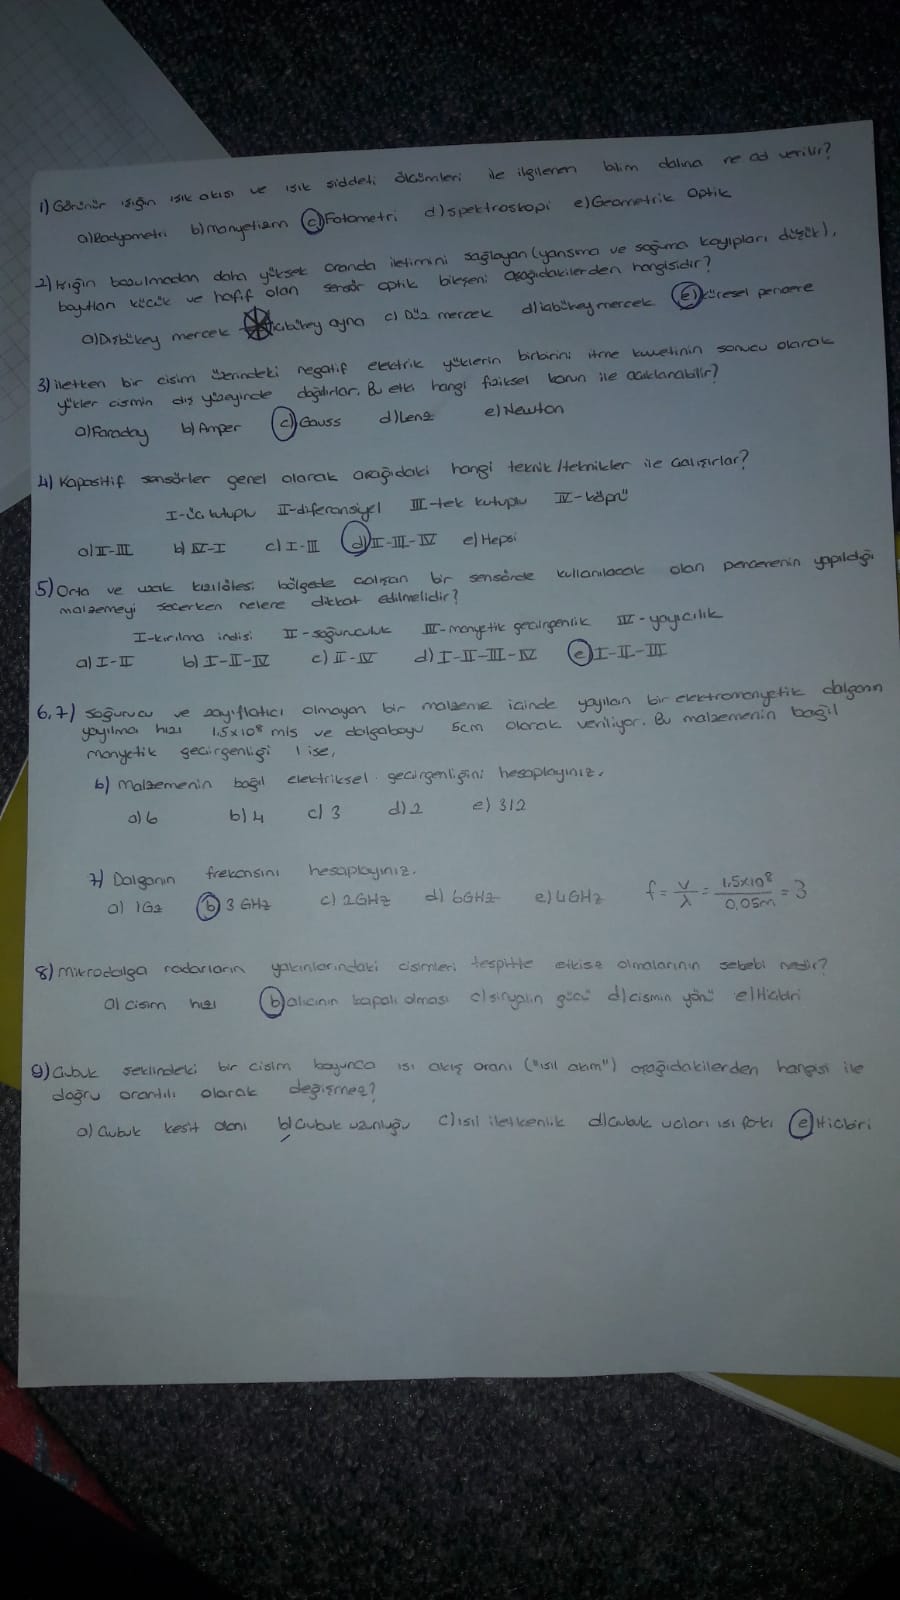 1) Görünür ışığın ışık akısı ve ışık şiddeti ölçümleri ile ilgilenen bilim dalına ne ad verilir?
a) Radyometri b) Manyetizm c) Fotometri d) spektroskopi e) Geometrik Optik
2) Işığın bozulmadan daha yüksek oranda iletimini sağlayan (yansıma ve soğurma kayıpları düşük),
boyutları küçük ve hafif olan sensör optik bileşeni aşağıdakilerden hangisidir?
a) Dışbükey mercek içbükey ayna c) Düz mercek d) içbükey mercek e) küresel pencere
3) iletken bir cisim üzerindeki negatif elektrik yüklerin birbirini itme kuvvetinin sonucu olarak
yükler cismin dış yüzeyinde dağılırlar. Bu etki hangi fiziksel kanun ile açıklanabilir?
a) Faraday b) Amper c) Gauss d) Lenz e) Newton
4) Kapasitif sensörler genel olarak aşağıdaki hangi teknik/teknikler ile çalışırlar?
I-üç kutuplu II-diferansiyel III-tek kutuplu IV-köprü
a) II-III b) IV-I c) I-III d) II-III-IV e) Hepsi
5) Orta ve uzak kızılötesi bölgede çalışan bir sensörde kullanılacak olan pencerenin yapıldığı
malzemeyi seçerken nelere dikkat edilmelidir?
I-kırılma indisi II-soğurganluk III-manyetik geçirgenlik IV-yayıcılık
a) I-II b) I-II-IV c) II-IV d) I-II-III-IV e) I-II-III
6,7) Soğurucu ve zayıflatıcı olmayan bir malzeme içinde yayılan bir elektromanyetik dalganın
yayılma hızı 1.5x10⁸ m/s ve dalgaboyu 5cm olarak veriliyor. Bu malzemenin bağıl
manyetik geçirgenliği 1 ise,
6) Malzemenin bağıl elektriksel geçirgenliğini hesaplayınız.
a) 6 b) 4 c) 3 d) 2 e) 3/2
7) Dalganın frekansını hesaplayınız.
a) 1Gz b) 3 GHz c) 2GHz d) 6GHz e) 4GHz f = v/λ = 1.5x10⁸/0.05m = 3
8) Mikrodalga radarların yakınlarındaki cisimleri tespitte etkisiz olmalarının sebebi nedir?
a) cisim hızı b) alıcının kapalı olması c) sinyalin gücü d) cismin yönü e) Hiçbiri
9) Çubuk şeklindeki bir cisim boyunca ısı akış oranı ("ısıl akım") aşağıdakilerden hangisi ile
doğru orantılı olarak değişmez?
a) Çubuk kesit alanı b) Çubuk uzunluğu c) ısıl iletkenlik d) Çubuk uçları ısı farkı e) Hiçbiri